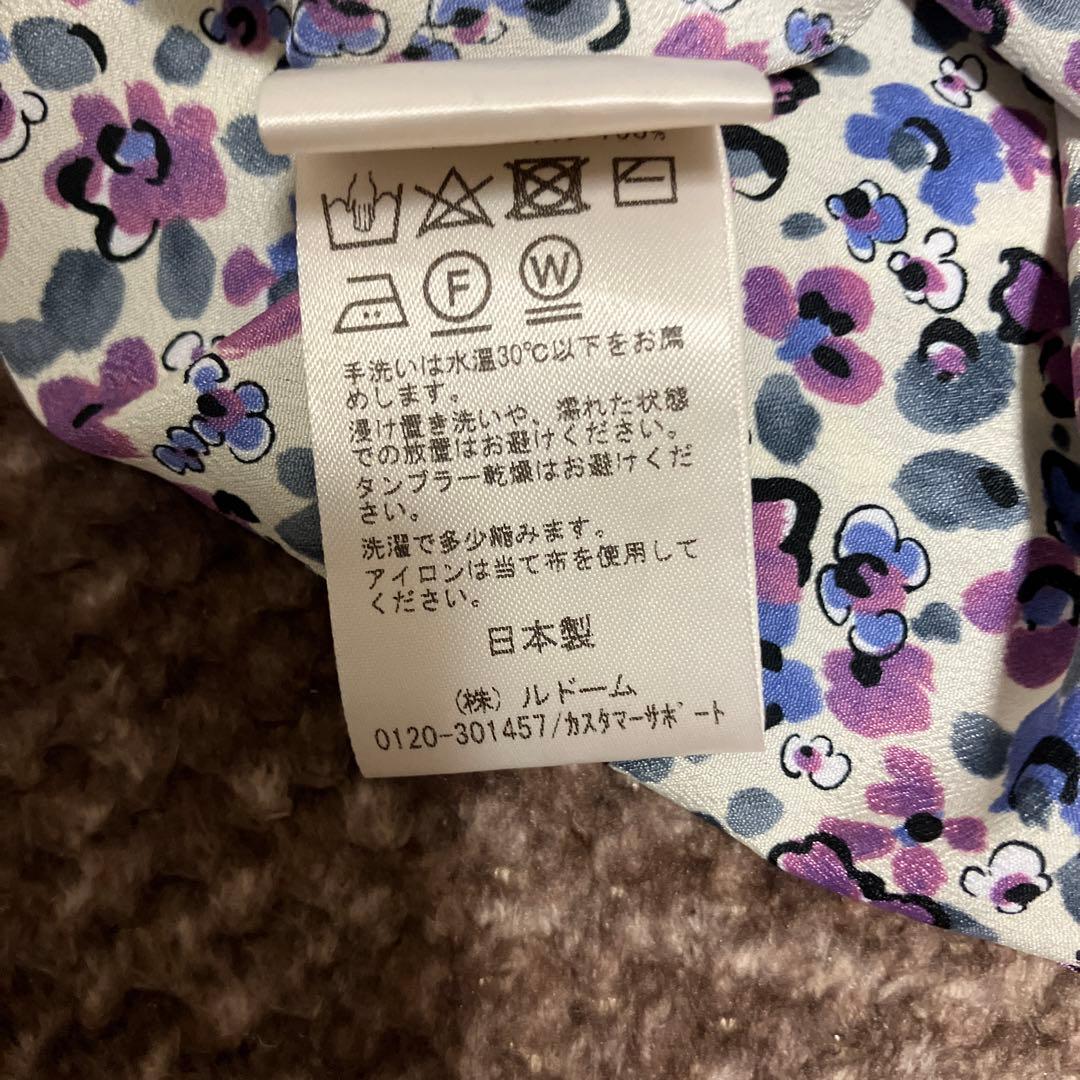 100%
F
W
手洗いは水温30℃以下をお薦
めします。
浸け置き洗いや、濡れた状態
での放置はお避けください。
タンブラー乾燥はお避けくだ
さい。
洗濯で多少縮みます。
アイロンは当て布を使用して
ください。
日本製
(株) ルドーム
0120-301457/カスタマーサポート